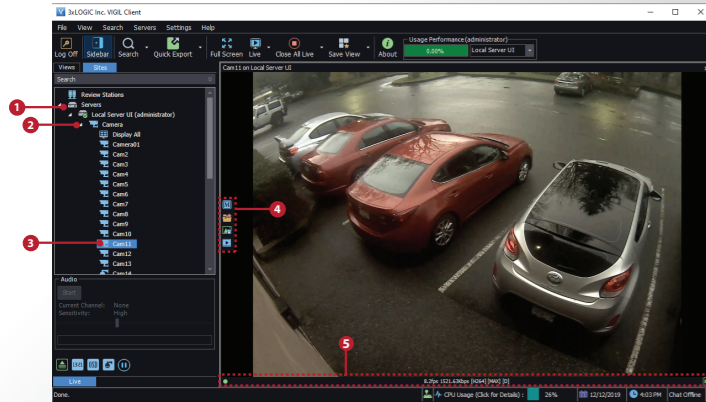 3xLOGIC Inc. VIGIL Client
File View Search Servers Settings Help
Log Off Sidebar Search Quick Export Full Screen Live Close All Live Save View About
Usage Performance (administrator)
0.00% Local Server UI
Views Sites
Cam11 on Local Server UI
Search
Review Stations
1 Servers
Local Server UI (administrator)
2 Camera
Display All
Camera01
Cam2
Cam3
Cam4
Cam5
Cam6
Cam7
Cam8
4
Cam9
Cam10
3 Cam11
Cam12
Cam13
Cam14
Audio
Start
Current Channel: None
Sensitivity: High
5
Live
8.2fps 1521.63Kbps [H264] [MAX] [D]
Done. CPU Usage (Click for Details) : 26% 12/12/2019 4:03 PM Chat Offline